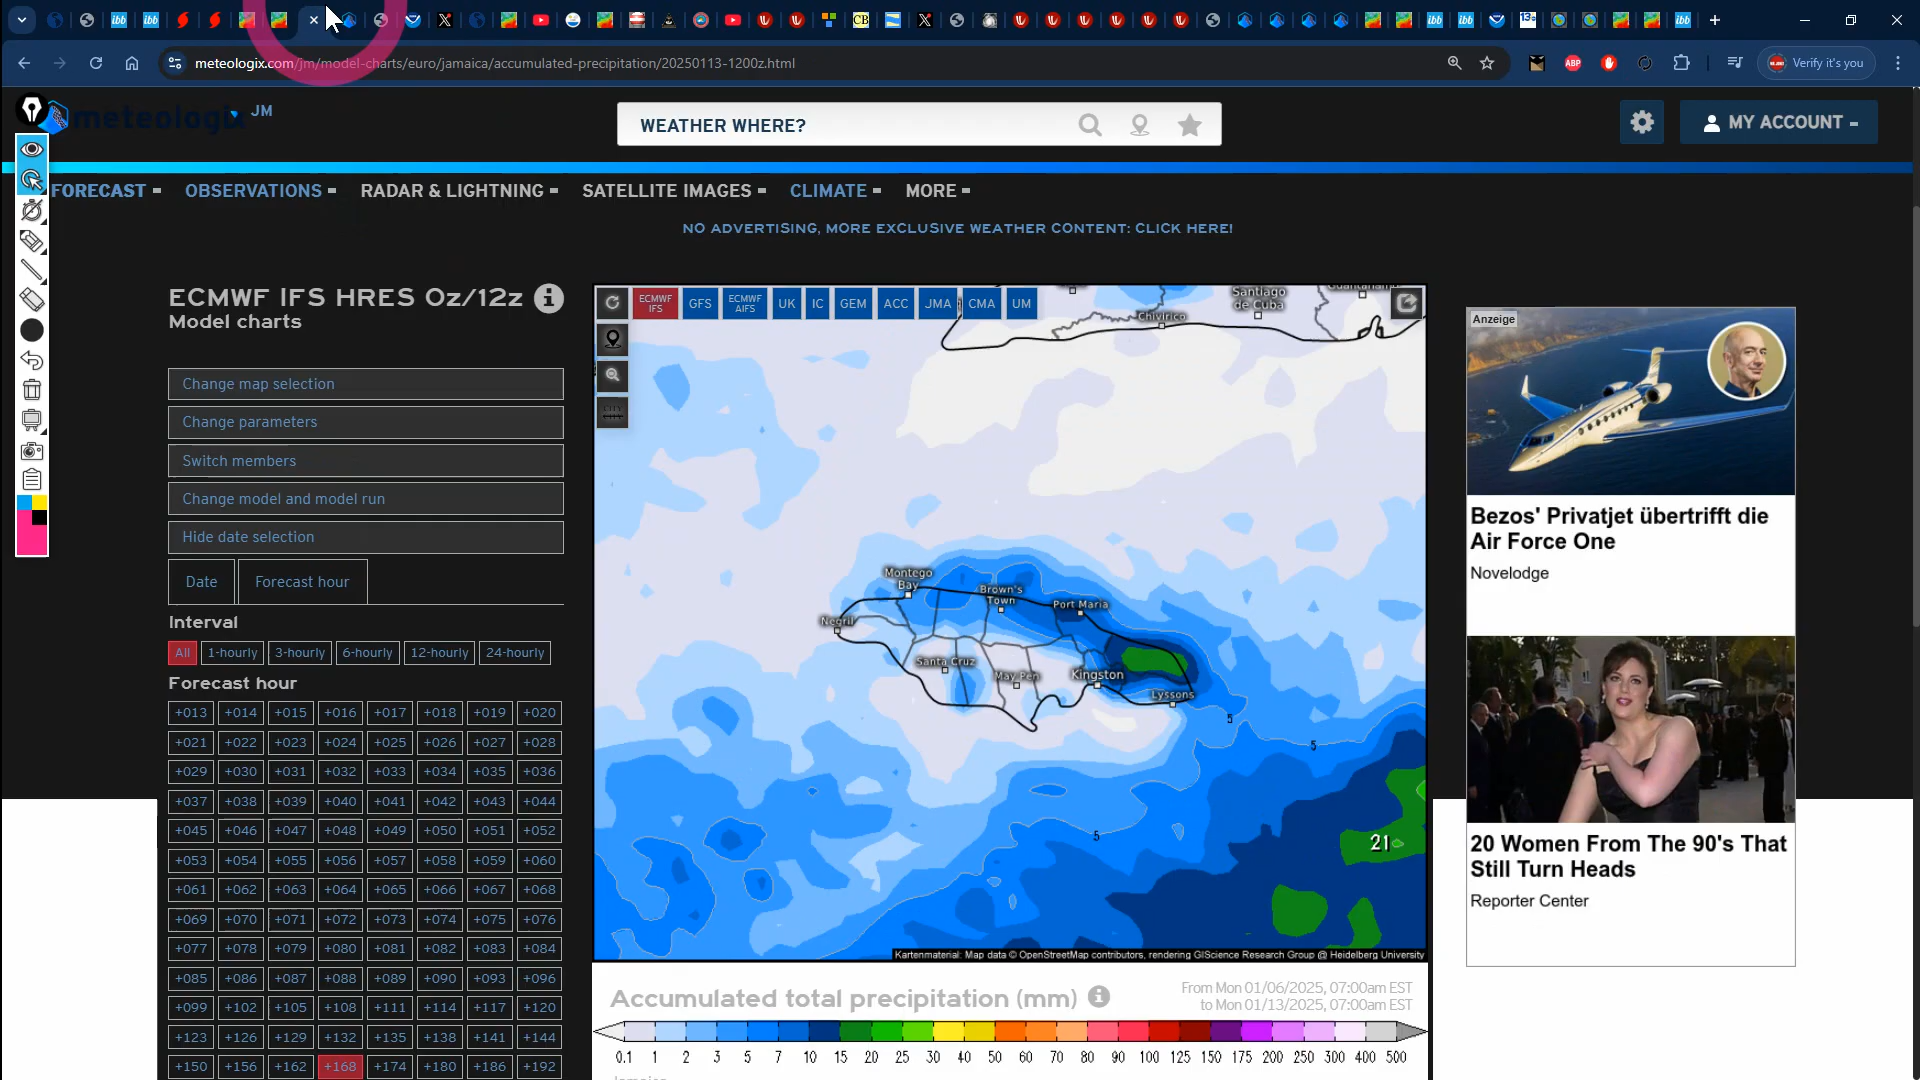 meteologix.com/jm/model-charts/euro/jamaica/accumulated-precipitation/20250113-1200z.html
ABP
Verify it's you
meteologix JM
WEATHER WHERE?
MY ACCOUNT
FORECAST OBSERVATIONS RADAR & LIGHTNING SATELLITE IMAGES CLIMATE MORE
NO ADVERTISING, MORE EXCLUSIVE WEATHER CONTENT: CLICK HERE!
ECMWF IFS HRES 0z/12z
Model charts
Change map selection
Change parameters
Switch members
Change model and model run
Hide date selection
Date Forecast hour
Interval
All 1-hourly 3-hourly 6-hourly 12-hourly 24-hourly
Forecast hour
+013 +014 +015 +016 +017 +018 +019 +020
+021 +022 +023 +024 +025 +026 +027 +028
+029 +030 +031 +032 +033 +034 +035 +036
+037 +038 +039 +040 +041 +042 +043 +044
+045 +046 +047 +048 +049 +050 +051 +052
+053 +054 +055 +056 +057 +058 +059 +060
+061 +062 +063 +064 +065 +066 +067 +068
+069 +070 +071 +072 +073 +074 +075 +076
+077 +078 +079 +080 +081 +082 +083 +084
+085 +086 +087 +088 +089 +090 +093 +096
+099 +102 +105 +108 +111 +114 +117 +120
+123 +126 +129 +132 +135 +138 +141 +144
+150 +156 +162 +168 +174 +180 +186 +192
ECMWF IFS GFS ECMWF AIFS UK IC GEM ACC JMA CMA UM
CITY
Santiago
de Cuba
Chivirico
Montego
Bay
Brown's
Town
Port Maria
Negril
Santa Cruz
May Pen
Kingston
Lyssons
5
5
5
21
Kartenmaterial: Map data © OpenStreetMap contributors, rendering GIScience Research Group @ Heidelberg University
Accumulated total precipitation (mm)
From Mon 01/06/2025, 07:00am EST
to Mon 01/13/2025, 07:00am EST
0.1 1 2 3 5 7 10 15 20 25 30 40 50 60 70 80 90 100 125 150 175 200 250 300 400 500
Anzeige
Bezos' Privatjet übertrifft die
Air Force One
Novelodge
20 Women From The 90's That
Still Turn Heads
Reporter Center